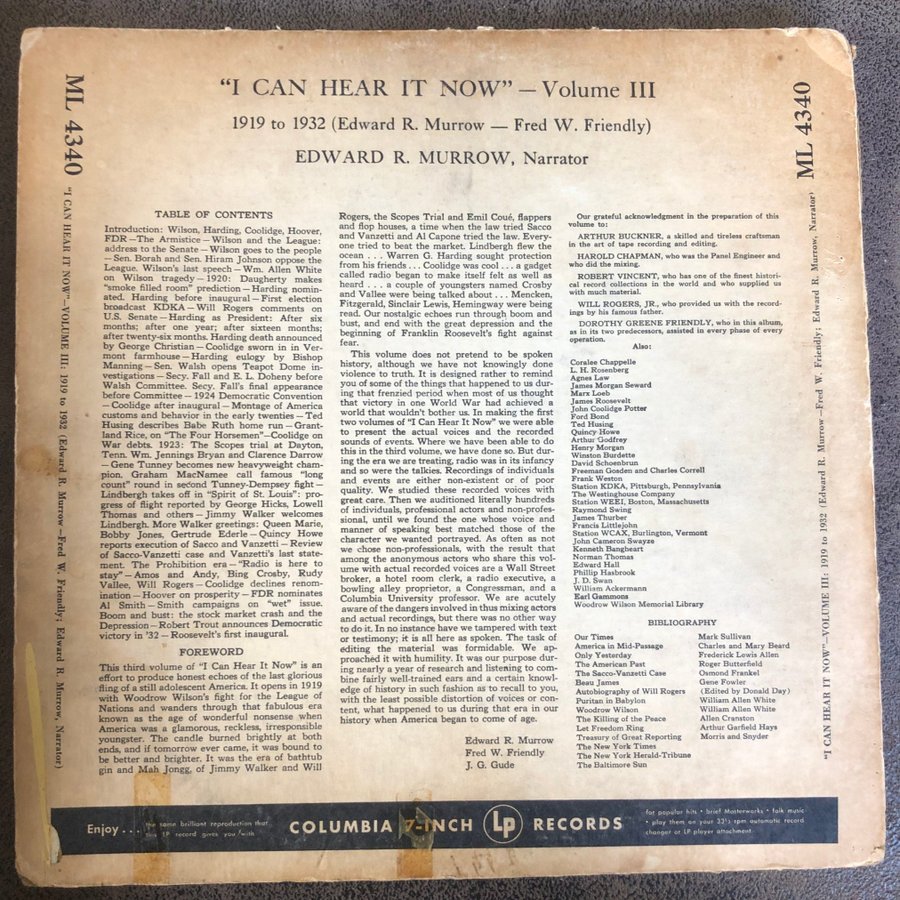 "I CAN HEAR IT NOW" — Volume III
1919 to 1932 (Edward R. Murrow — Fred W. Friendly)
EDWARD R. MURROW, Narrator
ML 4340
"I CAN HEAR IT NOW"—VOLUME III: 1919 to 1932 (Edward R. Murrow—Fred W. Friendly; Edward R. Murrow, Narrator)
TABLE OF CONTENTS
Introduction: Wilson, Harding, Coolidge, Hoover,
FDR—The Armistice—Wilson and the League:
address to the Senate—Wilson goes to the people
—Sen. Borah and Sen. Hiram Johnson oppose the
League. Wilson's last speech—Wm. Allen White
on Wilson tragedy—1920: Daugherty makes
"smoke filled room" prediction—Harding nomin-
ated. Harding before inaugural—First election
broadcast KDKA—Will Rogers comments on
U.S. Senate—Harding as President: After six
months; after one year; after sixteen months;
after twenty-six months. Harding death announced
by George Christian—Coolidge sworn in in Ver-
mont farmhouse—Harding eulogy by Bishop
Manning—Sen. Walsh opens Teapot Dome in-
vestigations—Secy. Fall and E. L. Doheny before
Walsh Committee. Secy. Fall's final appearance
before Committee—1924 Democratic Convention
—Coolidge after inaugural—Montage of America
customs and behavior in the early twenties—Ted
Husing describes Babe Ruth home run—Grant-
land Rice, on "The Four Horsemen"—Coolidge on
War debts. 1923: The Scopes trial at Dayton,
Tenn. Wm. Jennings Bryan and Clarence Darrow
—Gene Tunney becomes new heavyweight cham-
pion. Graham MacNamee call famous "long
count" round in second Tunney-Dempsey fight—
Lindbergh takes off in "Spirit of St. Louis": pro-
gress of flight reported by George Hicks, Lowell
Thomas and others—Jimmy Walker welcomes
Lindbergh. More Walker greetings: Queen Marie,
Bobby Jones, Gertrude Ederle—Quincy Howe
reports execution of Sacco and Vanzetti—Review
of Sacco-Vanzetti case and Vanzetti's last state-
ment. The Prohibition era—"Radio is here to
stay"—Amos and Andy, Bing Crosby, Rudy
Vallee, Will Rogers—Coolidge declines renom-
ination—Hoover on prosperity—FDR nominates
Al Smith—Smith campaigns on "wet" issue.
Boom and bust: the stock market crash and the
Depression—Robert Trout announces Democratic
victory in '32—Roosevelt's first inaugural.
FOREWORD
This third volume of "I Can Hear It Now" is an
effort to produce honest echoes of the last glorious
fling of a still adolescent America. It opens in 1919
with Woodrow Wilson's fight for the League of
Nations and wanders through that fabulous era
known as the age of wonderful nonsense when
America was a glamorous, reckless, irresponsible
youngster. The candle burned brightly at both
ends, and if tomorrow ever came, it was bound to
be better and brighter. It was the era of bathtub
gin and Mah Jongg, of Jimmy Walker and Will
Rogers, the Scopes Trial and Emil Coué, flappers
and flop houses, a time when the law tried Sacco
and Vanzetti and Al Capone tried the law. Every-
one tried to beat the market. Lindbergh flew the
ocean . . . Warren G. Harding sought protection
from his friends . . . Coolidge was cool . . . a gadget
called radio began to make itself felt as well as
heard . . . a couple of youngsters named Crosby
and Vallee were being talked about . . . Mencken,
Fitzgerald, Sinclair Lewis, Hemingway were being
read. Our nostalgic echoes run through boom and
bust, and end with the great depression and the
beginning of Franklin Roosevelt's fight against
fear.
This volume does not pretend to be spoken
history, although we have not knowingly done
violence to truth. It is designed rather to remind
you of some of the things that happened to us dur-
ing that frenzied period when most of us thought
that victory in one World War had achieved a
world that wouldn't bother us. In making the first
two volumes of "I Can Hear It Now" we were able
to present the actual voices and the recorded
sounds of events. Where we have been able to do
this in the third volume, we have done so. But dur-
ing the era we are treating, radio was in its infancy
and so were the talkies. Recordings of individuals
and events are either non-existent or of poor
quality. We studied these recorded voices with
great care. Then we auditioned literally hundreds
of individuals, professional actors and non-profes-
sional, until we found the one whose voice and
manner of speaking best matched those of the
character we wanted portrayed. As often as not
we chose non-professionals, with the result that
among the anonymous actors who share this vol-
ume with actual recorded voices are a Wall Street
broker, a hotel room clerk, a radio executive, a
bowling alley proprietor, a Congressman, and a
Columbia University professor. We are acutely
aware of the dangers involved in thus mixing actors
and actual recordings, but there was no other way
to do it. In no instance have we tampered with text
or testimony; it is all here as spoken. The task of
editing the material was formidable. We ap-
proached it with humility. It was our purpose dur-
ing nearly a year of research and listening to com-
bine fairly well-trained ears and a certain knowl-
edge of history in such fashion as to recall to you,
with the least possible distortion of voices or con-
tent, what happened to us during that era in our
history when America began to come of age.
Edward R. Murrow
Fred W. Friendly
J. G. Gude
Our grateful acknowledgment in the preparation of this
volume to:
ARTHUR BUCKNER, a skilled and tireless craftsman
in the art of tape recording and editing.
HAROLD CHAPMAN, who was the Panel Engineer and
who did the mixing.
ROBERT VINCENT, who has one of the finest histori-
cal record collections in the world and who supplied us
with much material.
WILL ROGERS, JR., who provided us with the record-
ings by his famous father.
DOROTHY GREENE FRIENDLY, who in this album,
as in its two predecessors, assisted in every phase of every
operation.
Also:
Coralee Chappelle
L. H. Rosenberg
Agnes Law
James Morgan Seward
Marx Loeb
James Roosevelt
John Coolidge Potter
Ford Bond
Ted Husing
Quincy Howe
Arthur Godfrey
Henry Morgan
Winston Burdette
David Schoenbrun
Freeman Gosden and Charles Correll
Frank Weston
Station KDKA, Pittsburgh, Pennsylvania
The Westinghouse Company
Station WEEI, Boston, Massachusetts
Raymond Swing
James Thurber
Francis Littlejohn
Station WCAX, Burlington, Vermont
John Cameron Swayze
Kenneth Banghart
Norman Thomas
Edward Hall
Phillip Hasbrook
J. D. Swan
William Ackermann
Earl Gammons
Woodrow Wilson Memorial Library
BIBLIOGRAPHY
Our Times Mark Sullivan
America in Mid-Passage Charles and Mary Beard
Only Yesterday Frederick Lewis Allen
The American Past Roger Butterfield
The Sacco-Vanzetti Case Osmond Frankel
Beau James Gene Fowler
Autobiography of Will Rogers (Edited by Donald Day)
Puritan in Babylon William Allen White
Woodrow Wilson William Allen White
The Killing of the Peace Allen Cranston
Let Freedom Ring Arthur Garfield Hays
Treasury of Great Reporting Morris and Snyder
The New York Times
The New York Herald-Tribune
The Baltimore Sun
ML 4340
"I CAN HEAR IT NOW"—VOLUME III: 1919 to 1932 (Edward R. Murrow—Fred W. Friendly; Edward R. Murrow, Narrator)
Enjoy . . . the same brilliant reproduction that
this LP record gives you / with
COLUMBIA 7-INCH Lp RECORDS
for popular hits • brief Masterworks • folk music
• play them on your 33⅓ rpm automatic record
changer or LP player attachment